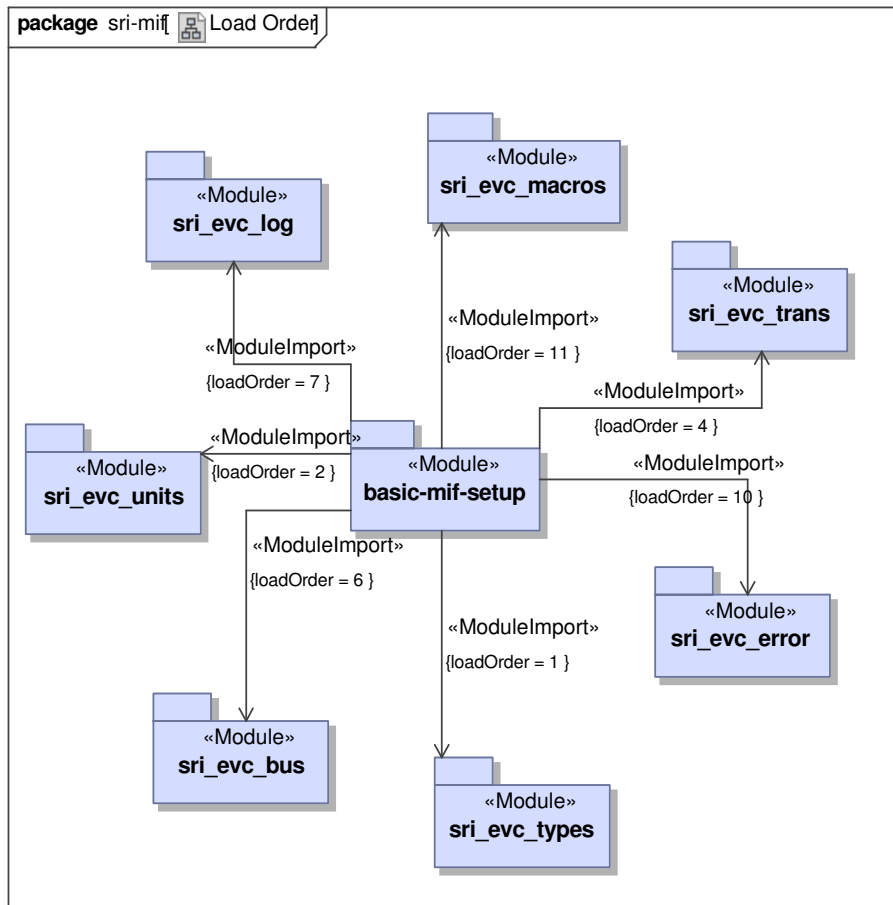 package sri-mif[ Load Order]
«Module»
sri_evc_macros
«Module»
sri_evc_log
«Module»
sri_evc_trans
«ModuleImport»
{loadOrder = 11 }
«ModuleImport»
{loadOrder = 7 }
«ModuleImport»
{loadOrder = 4 }
«ModuleImport»
{loadOrder = 2 }
«Module»
sri_evc_units
«Module»
basic-mif-setup
«ModuleImport»
{loadOrder = 10 }
«ModuleImport»
{loadOrder = 6 }
«Module»
sri_evc_error
«ModuleImport»
{loadOrder = 1 }
«Module»
sri_evc_bus
«Module»
sri_evc_types